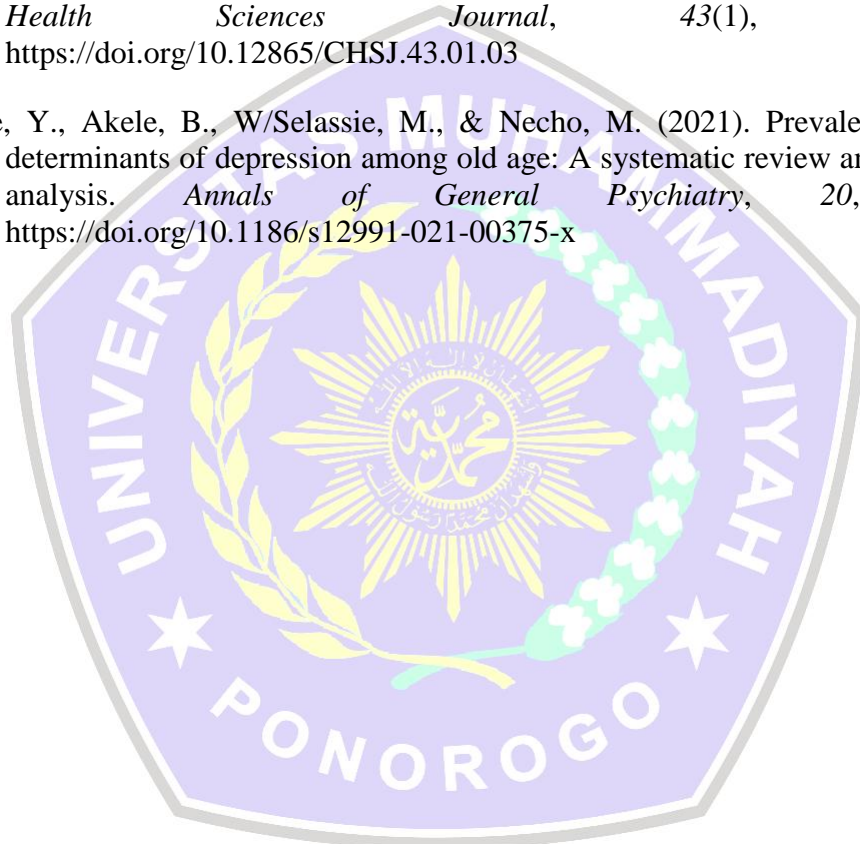 Health Sciences Journal, 43(1),
https://doi.org/10.12865/CHSJ.43.01.03
e, Y., Akele, B., W/Selassie, M., & Necho, M. (2021). Prevale
determinants of depression among old age: A systematic review an
analysis. Annals of General Psychiatry, 20,
https://doi.org/10.1186/s12991-021-00375-x
UNIVERSITAS MUHAMMADIYAH
PONOROGO